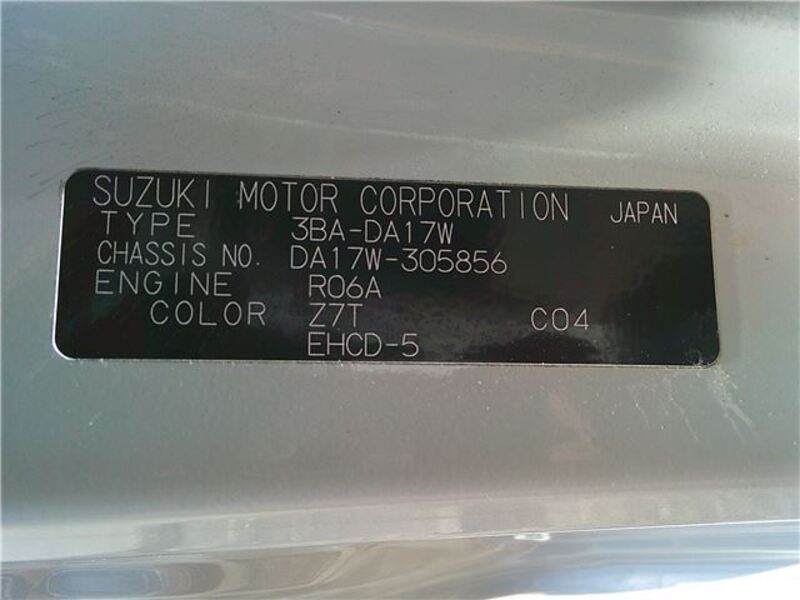 SUZUKI MOTOR CORPORATION JAPAN
TYPE 3BA-DA17W
CHASSIS NO. DA17W-305856
ENGINE R06A
COLOR Z7T C04
EHCD-5